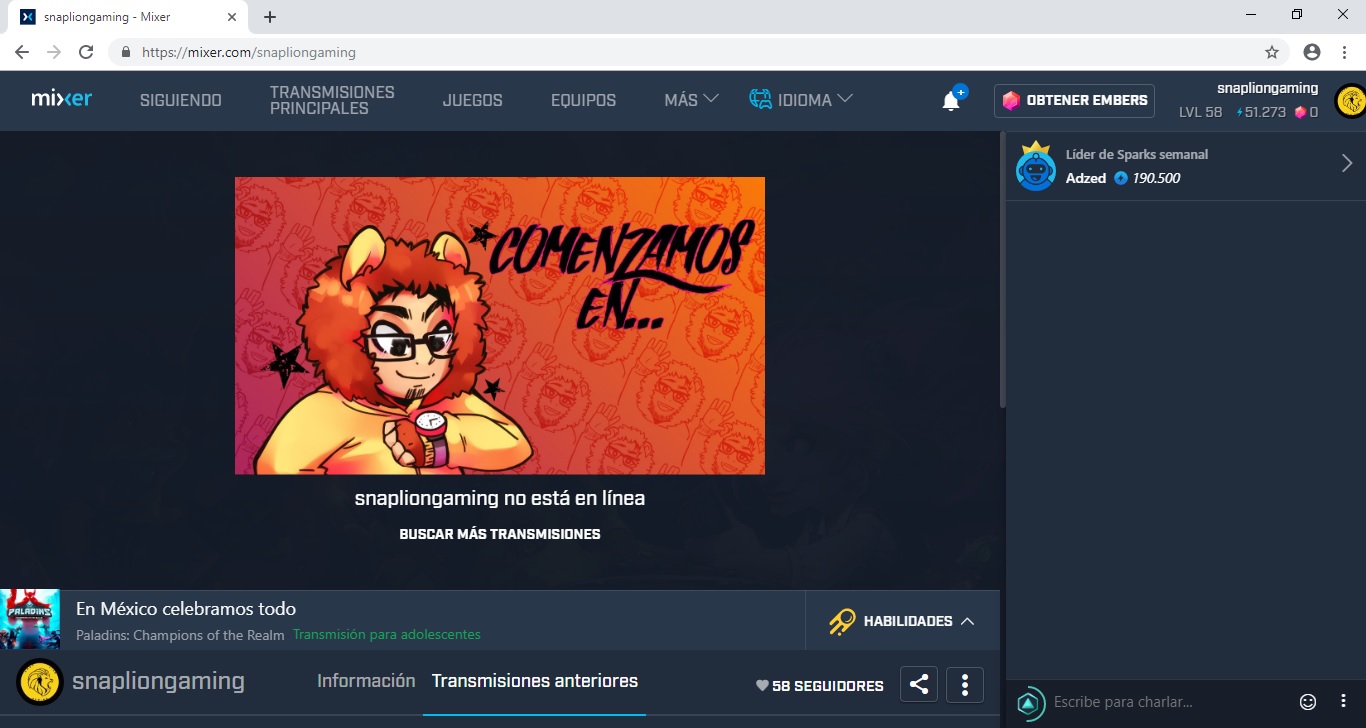 snapliongaming - Mixer
https://mixer.com/snapliongaming
mixer
SIGUIENDO
TRANSMISIONES
PRINCIPALES
JUEGOS
EQUIPOS
MÁS
IDIOMA
OBTENER EMBERS
snapliongaming
LVL 58 51.273 0
Líder de Sparks semanal
Adzed 190.500
COMENZAMOS
EN...
snapliongaming no está en línea
BUSCAR MÁS TRANSMISIONES
PALADINS
En México celebramos todo
Paladins: Champions of the Realm Transmisión para adolescentes
HABILIDADES
snapliongaming
Información
Transmisiones anteriores
58 SEGUIDORES
Escribe para charlar...